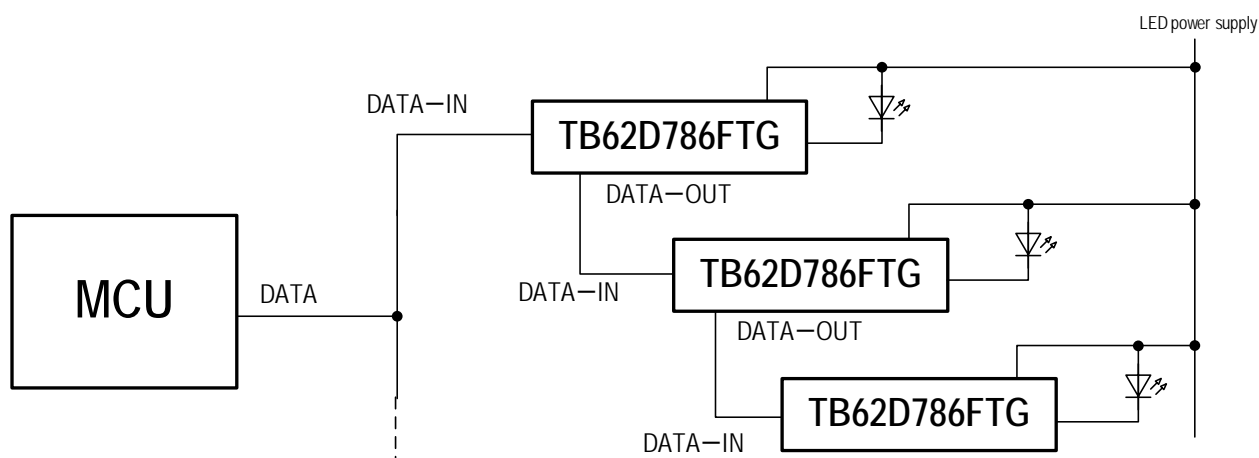 LED power supply
DATA－IN
TB62D786FTG
DATA－OUT
MCU
DATA
TB62D786FTG
DATA－IN
DATA－OUT
TB62D786FTG
DATA－IN